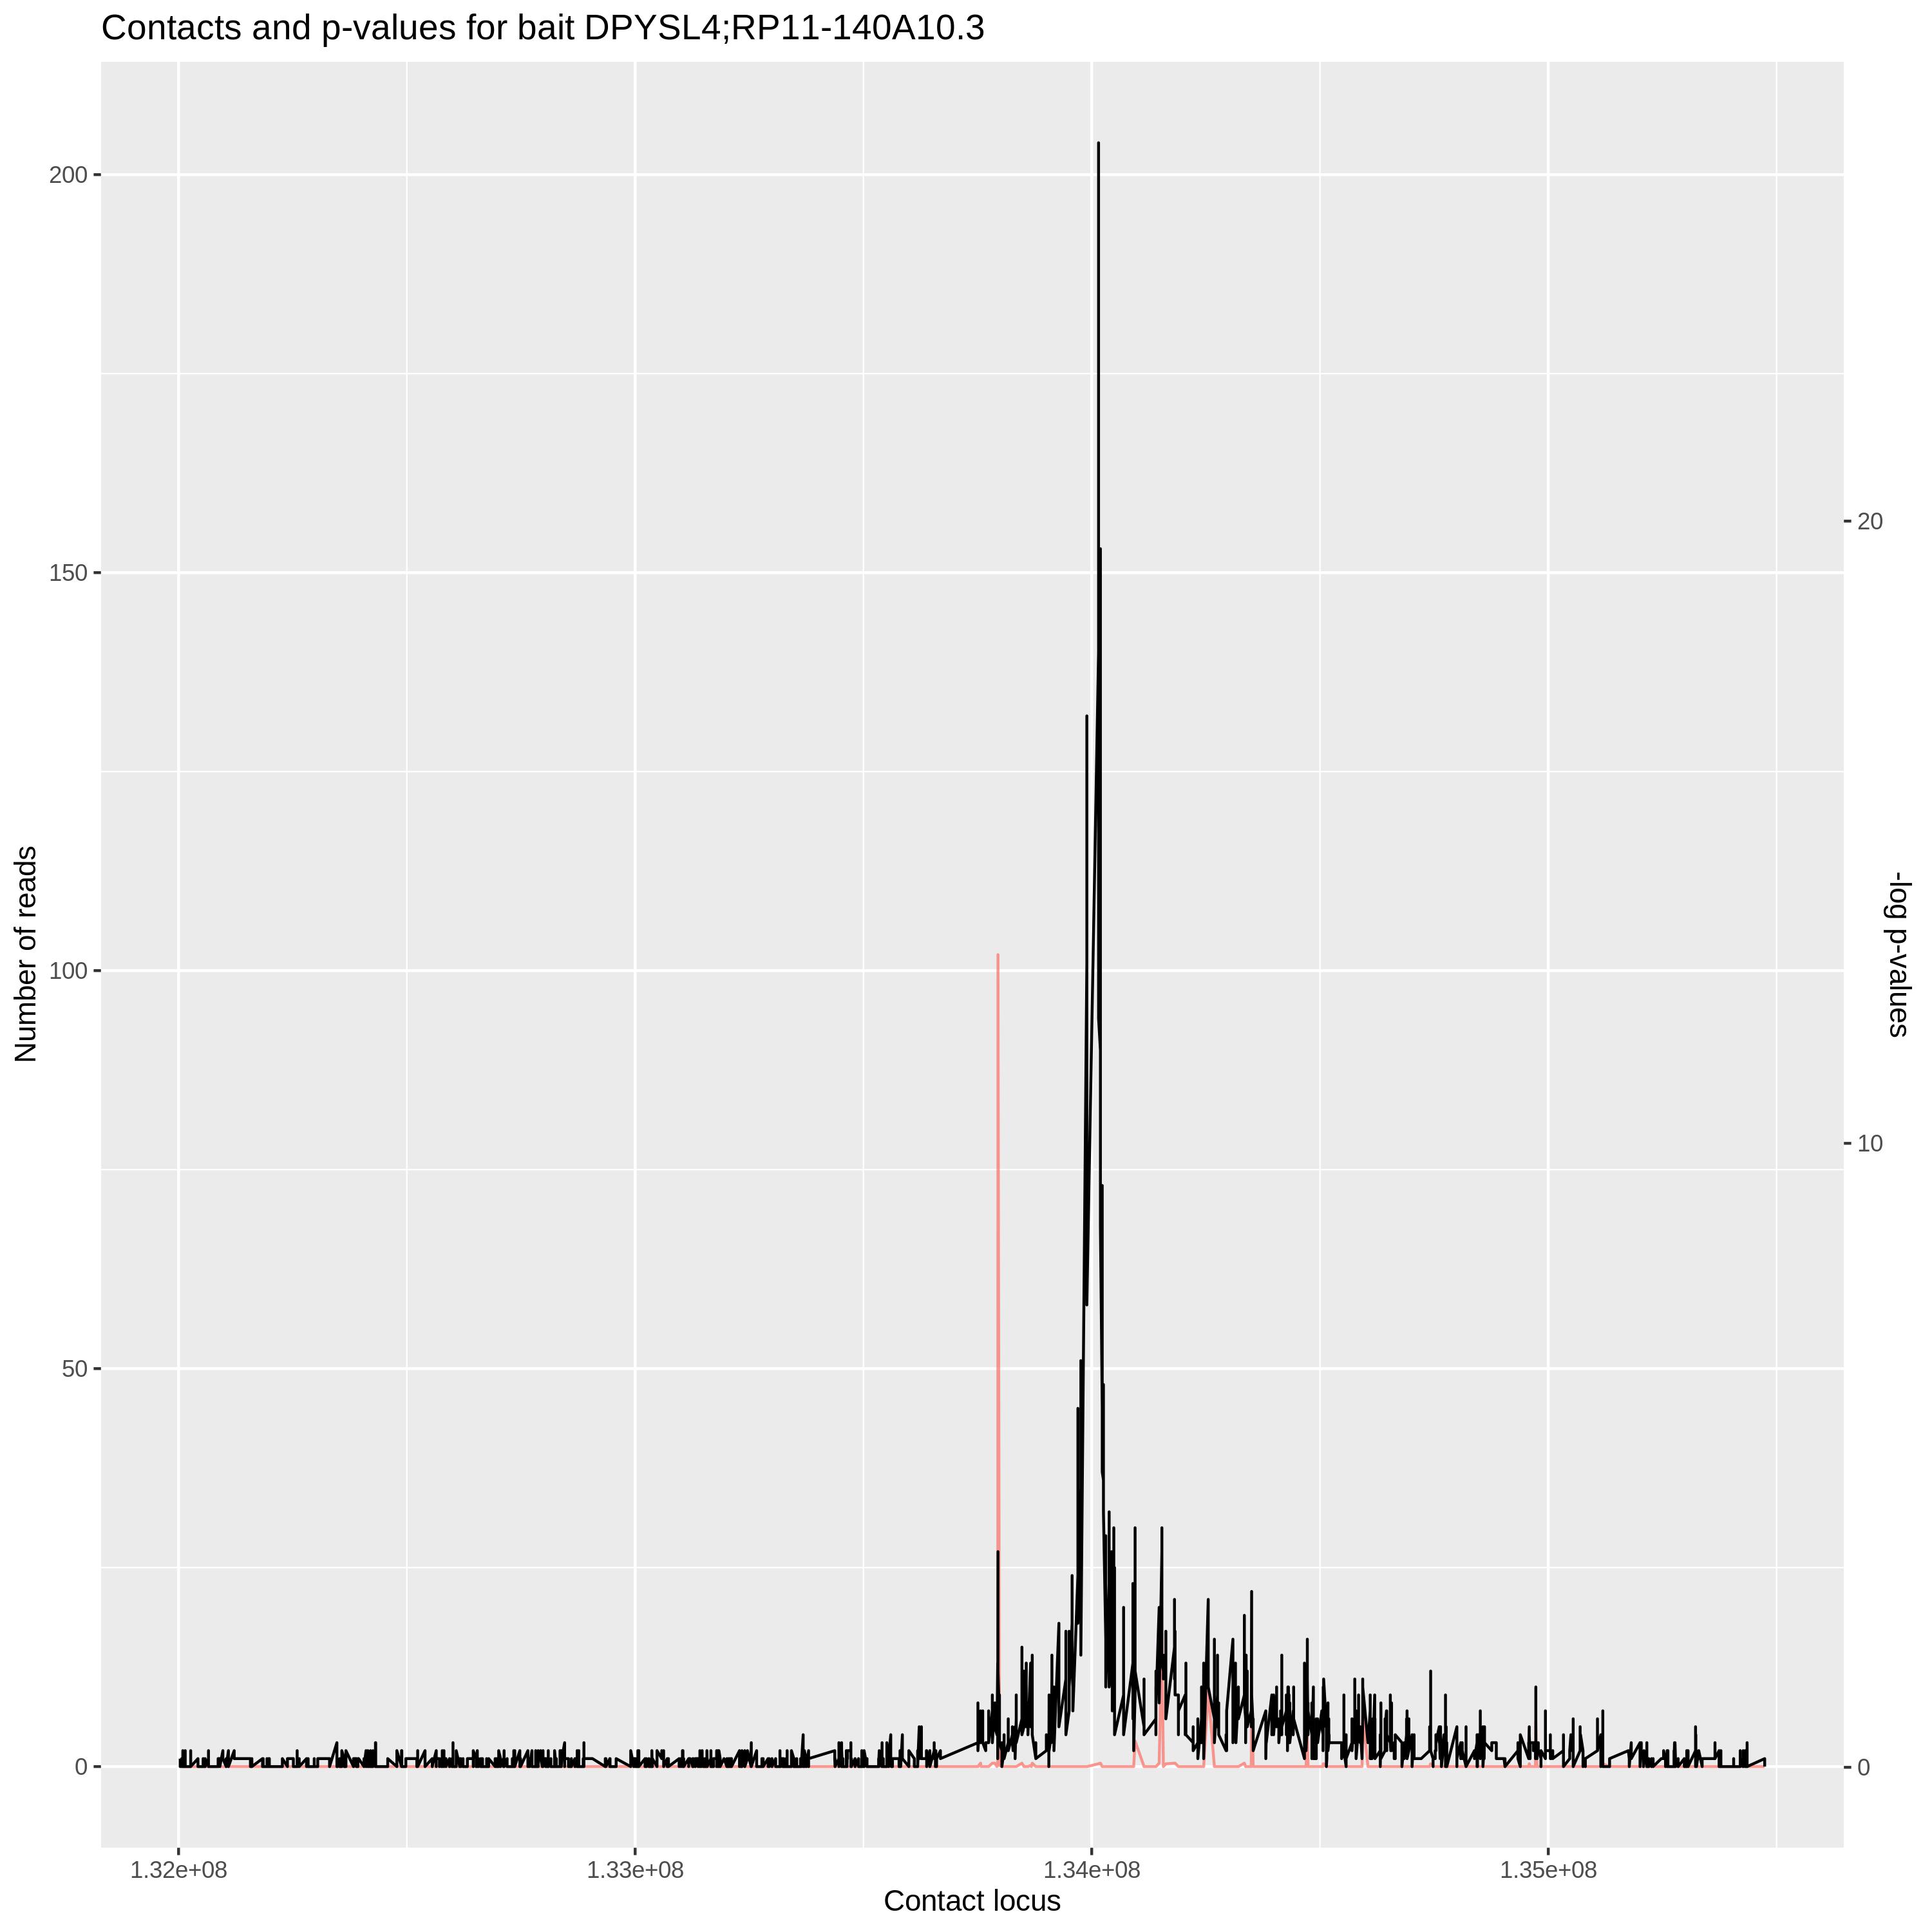 Contacts and p-values for bait DPYSL4;RP11-140A10.3
200
150
100
50
0
Number of reads
20
10
0
-log p-values
1.32e+08
1.33e+08
1.34e+08
1.35e+08
Contact locus